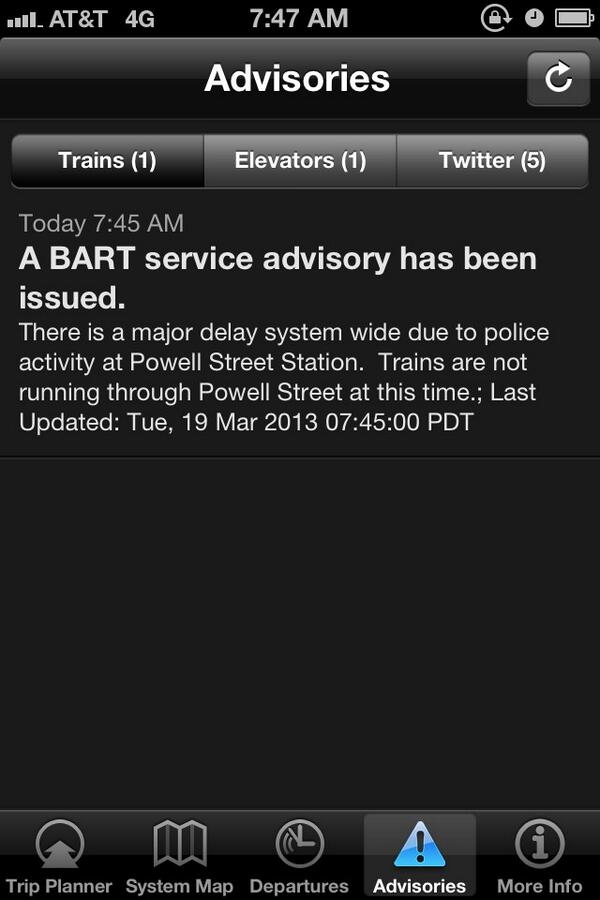 AT&T 4G 7:47 AM
Advisories
Trains (1) Elevators (1) Twitter (5)
Today 7:45 AM
A BART service advisory has been
issued.
There is a major delay system wide due to police
activity at Powell Street Station.  Trains are not
running through Powell Street at this time.; Last
Updated: Tue, 19 Mar 2013 07:45:00 PDT
Trip Planner System Map Departures Advisories More Info